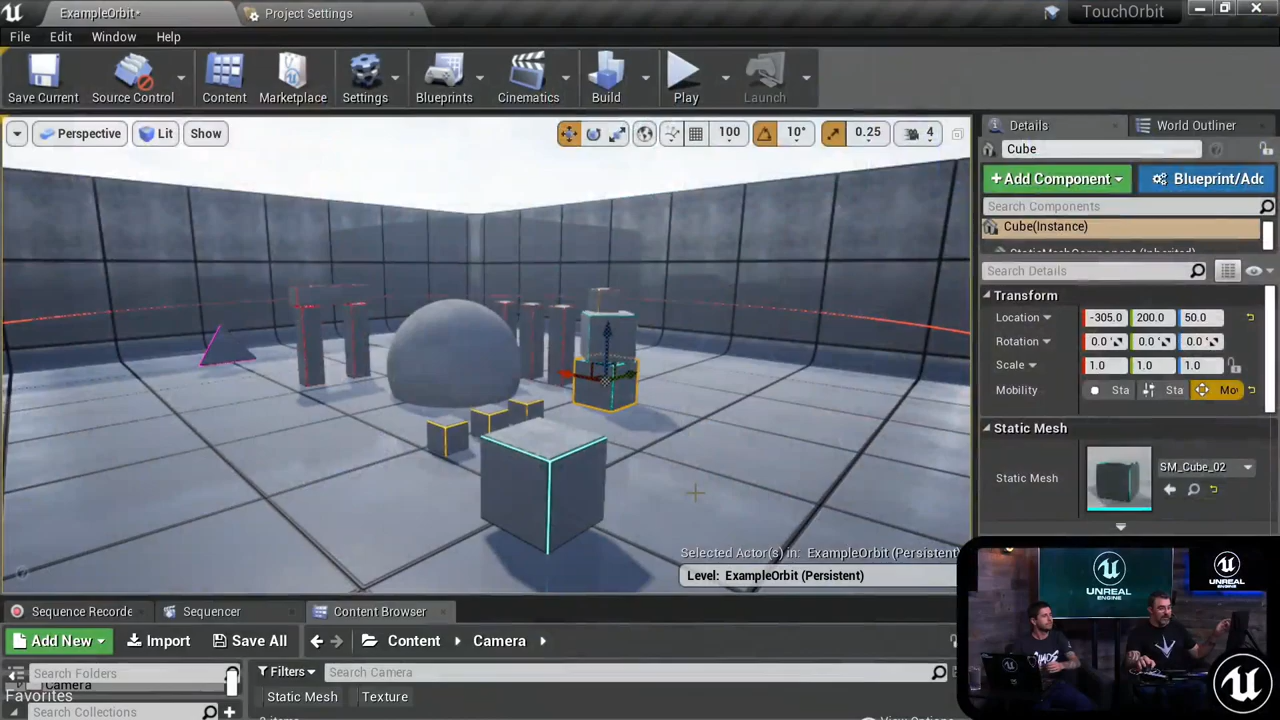 ExampleOrbit*
Project Settings
TouchOrbit
File Edit Window Help
Save Current
Source Control
Content
Marketplace
Settings
Blueprints
Cinematics
Build
Play
Launch
Perspective
Lit
Show
100
10°
0.25
4
Selected Actor(s) in: ExampleOrbit (Persistent)
Level: ExampleOrbit (Persistent)
Details
World Outliner
Cube
+Add Component
Blueprint/Adc
Search Components
Cube(Instance)
Search Details
Transform
Location -305.0 200.0 50.0
Rotation 0.0 ° 0.0 ° 0.0 °
Scale 1.0 1.0 1.0
Mobility Sta Sta Mo
Static Mesh
Static Mesh
SM_Cube_02
Sequence Recorde
Sequencer
Content Browser
Add New
Import
Save All
Content
Camera
Search Folders
Filters
Search Camera
Camera
Favorites
Static Mesh
Texture
Search Collections
View Options
UNREAL
ENGINE
UNREAL
ENGINE